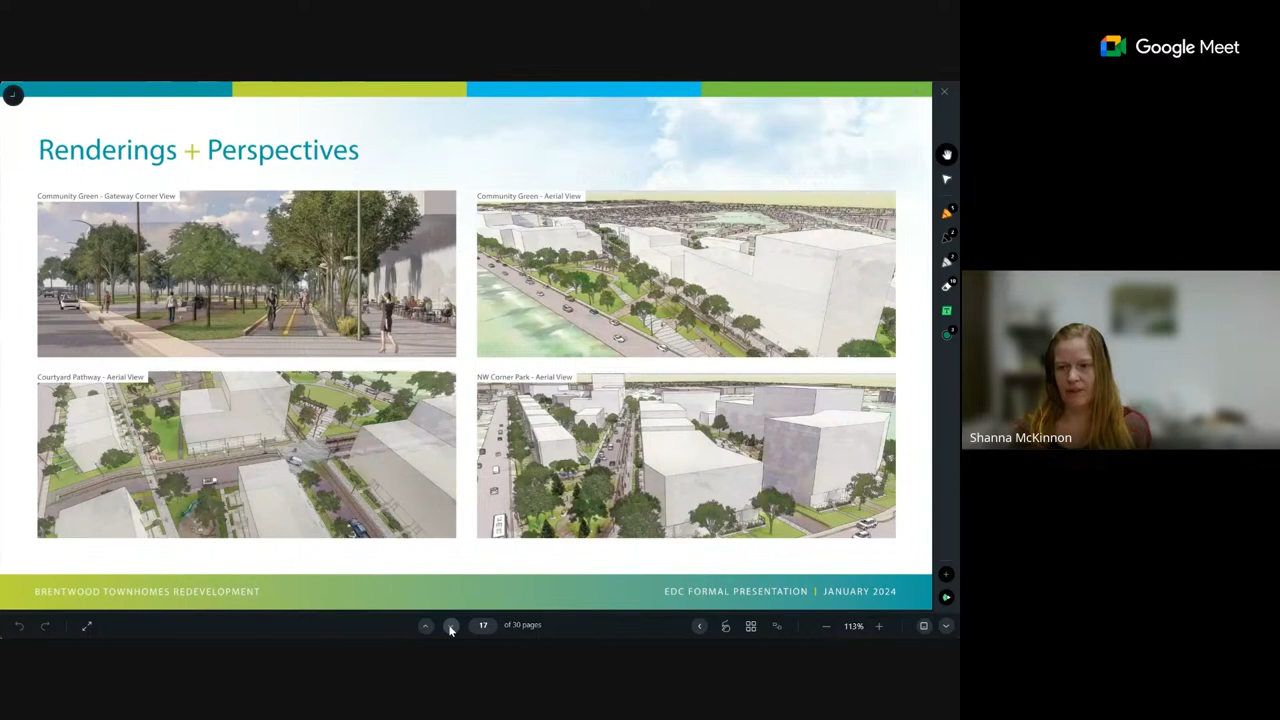 Google Meet
Renderings + Perspectives
Community Green - Gateway Corner View
Community Green - Aerial View
Courtyard Pathway - Aerial View
NW Corner Park - Aerial View
Shanna McKinnon
BRENTWOOD TOWNHOMES REDEVELOPMENT
EDC FORMAL PRESENTATION | JANUARY 2024
17 of 30 pages
113%